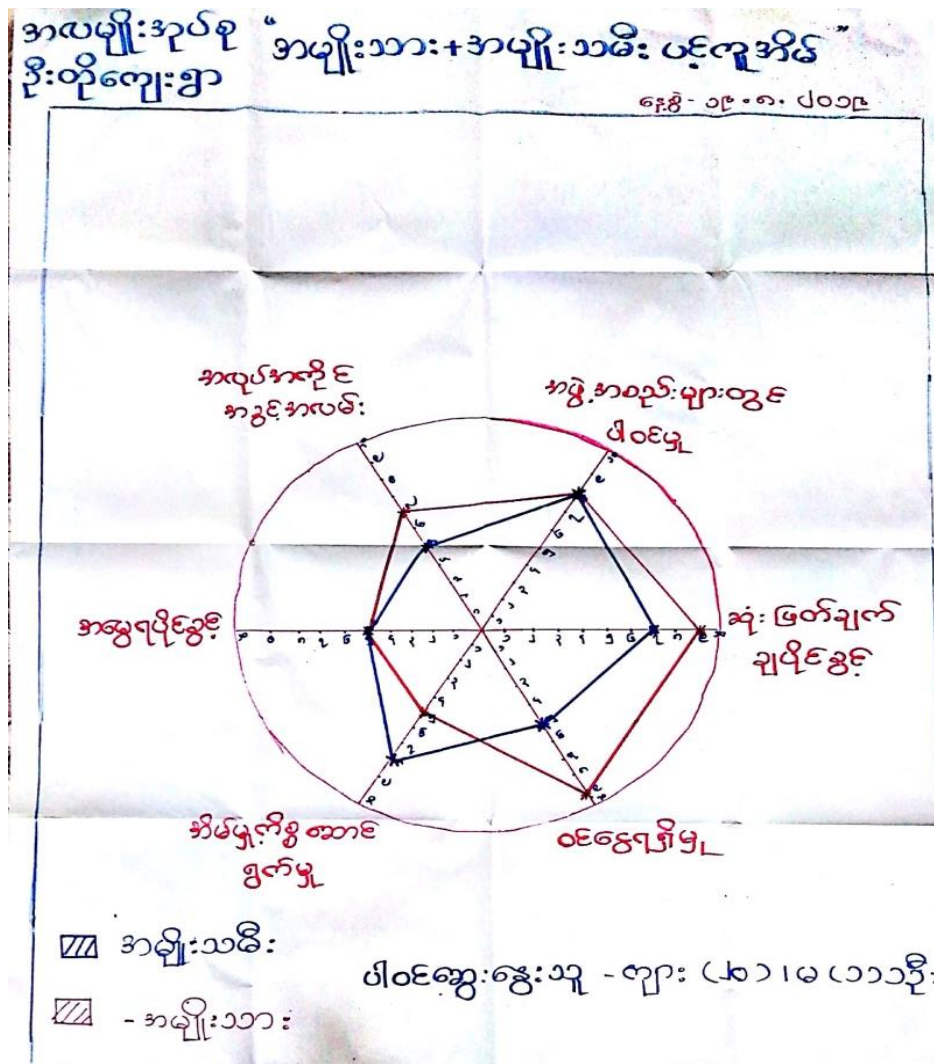 အလမျိုးအုပ်စု "အမျိုးသား+အမျိုးသမီး ပင့်ကူအိမ်"
ဦးတိုကျေးရွာ
နေ့စွဲ - ၁၉.၈.၂၀၁၉
အလုပ်အကိုင်
အခွင့်အလမ်း
အဖွဲ့အစည်းများတွင်
ပါဝင်မှု
အမွေရပိုင်ခွင့်
ဆုံးဖြတ်ချက်
ချပိုင်ခွင့်
အိမ်မှုကိစ္စဆောင်
ရွက်မှု
ဝင်ငွေရရှိမှု
အမျိုးသမီး
- အမျိုးသား
ပါဝင်ဆွေးနွေးသူ - ကျား (၂၀)၊ မ